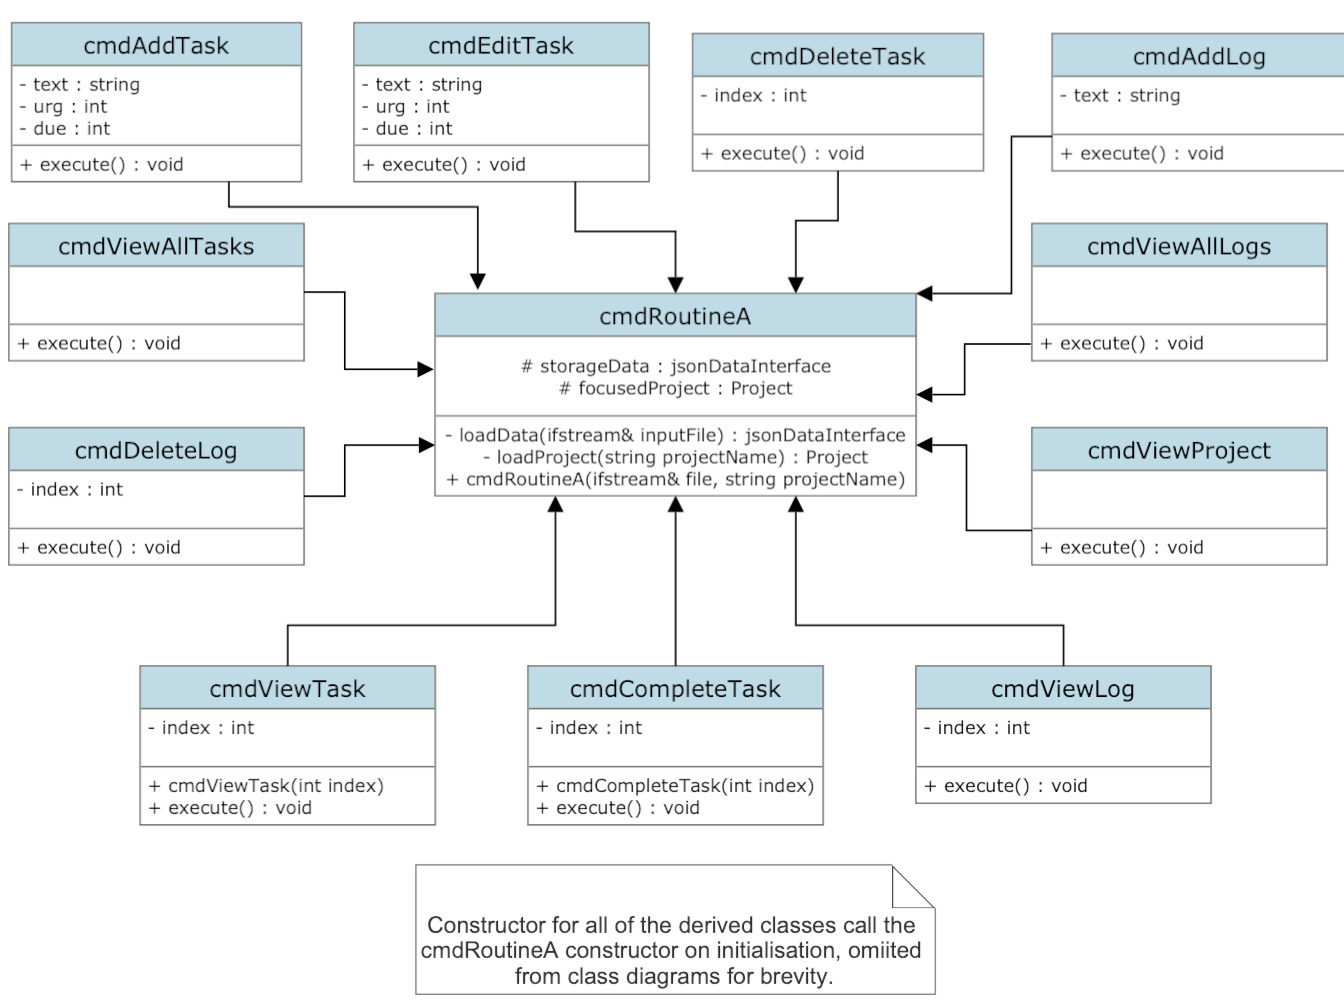 cmdAddTask
- text : string
- urg : int
- due : int
+ execute() : void
cmdEditTask
- text : string
- urg : int
- due : int
+ execute() : void
cmdDeleteTask
- index : int
+ execute() : void
cmdAddLog
- text : string
+ execute() : void
cmdViewAllTasks
+ execute() : void
cmdViewAllLogs
+ execute() : void
cmdRoutineA
# storageData : jsonDataInterface
# focusedProject : Project
- loadData(ifstream& inputFile) : jsonDataInterface
- loadProject(string projectName) : Project
+ cmdRoutineA(ifstream& file, string projectName)
cmdDeleteLog
- index : int
+ execute() : void
cmdViewProject
+ execute() : void
cmdViewTask
- index : int
+ cmdViewTask(int index)
+ execute() : void
cmdCompleteTask
- index : int
+ cmdCompleteTask(int index)
+ execute() : void
cmdViewLog
- index : int
+ execute() : void
Constructor for all of the derived classes call the
cmdRoutineA constructor on initialisation, omiited
from class diagrams for brevity.